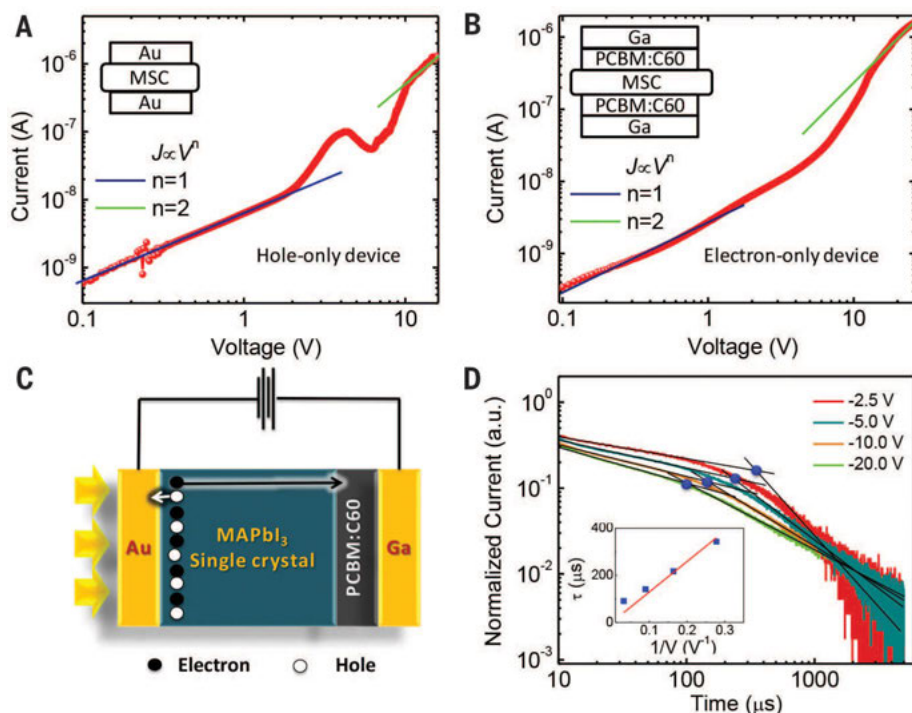 A
Current (A)
10⁻⁶
10⁻⁷
10⁻⁸
10⁻⁹
Au
MSC
Au
J∝Vⁿ
n=1
n=2
Hole-only device
0.1
1
10
Voltage (V)
B
Current (A)
10⁻⁶
10⁻⁷
10⁻⁸
10⁻⁹
Ga
PCBM:C60
MSC
PCBM:C60
Ga
J∝Vⁿ
n=1
n=2
Electron-only device
0.1
1
10
Voltage (V)
C
Au
MAPbI₃
Single crystal
PCBM:C60
Ga
Electron
Hole
D
Normalized Current (a.u.)
10⁰
10⁻¹
10⁻²
10⁻³
-2.5 V
-5.0 V
-10.0 V
-20.0 V
τ (μs)
400
200
0
0.1
0.2
0.3
1/V (V⁻¹)
10
100
1000
Time (μs)